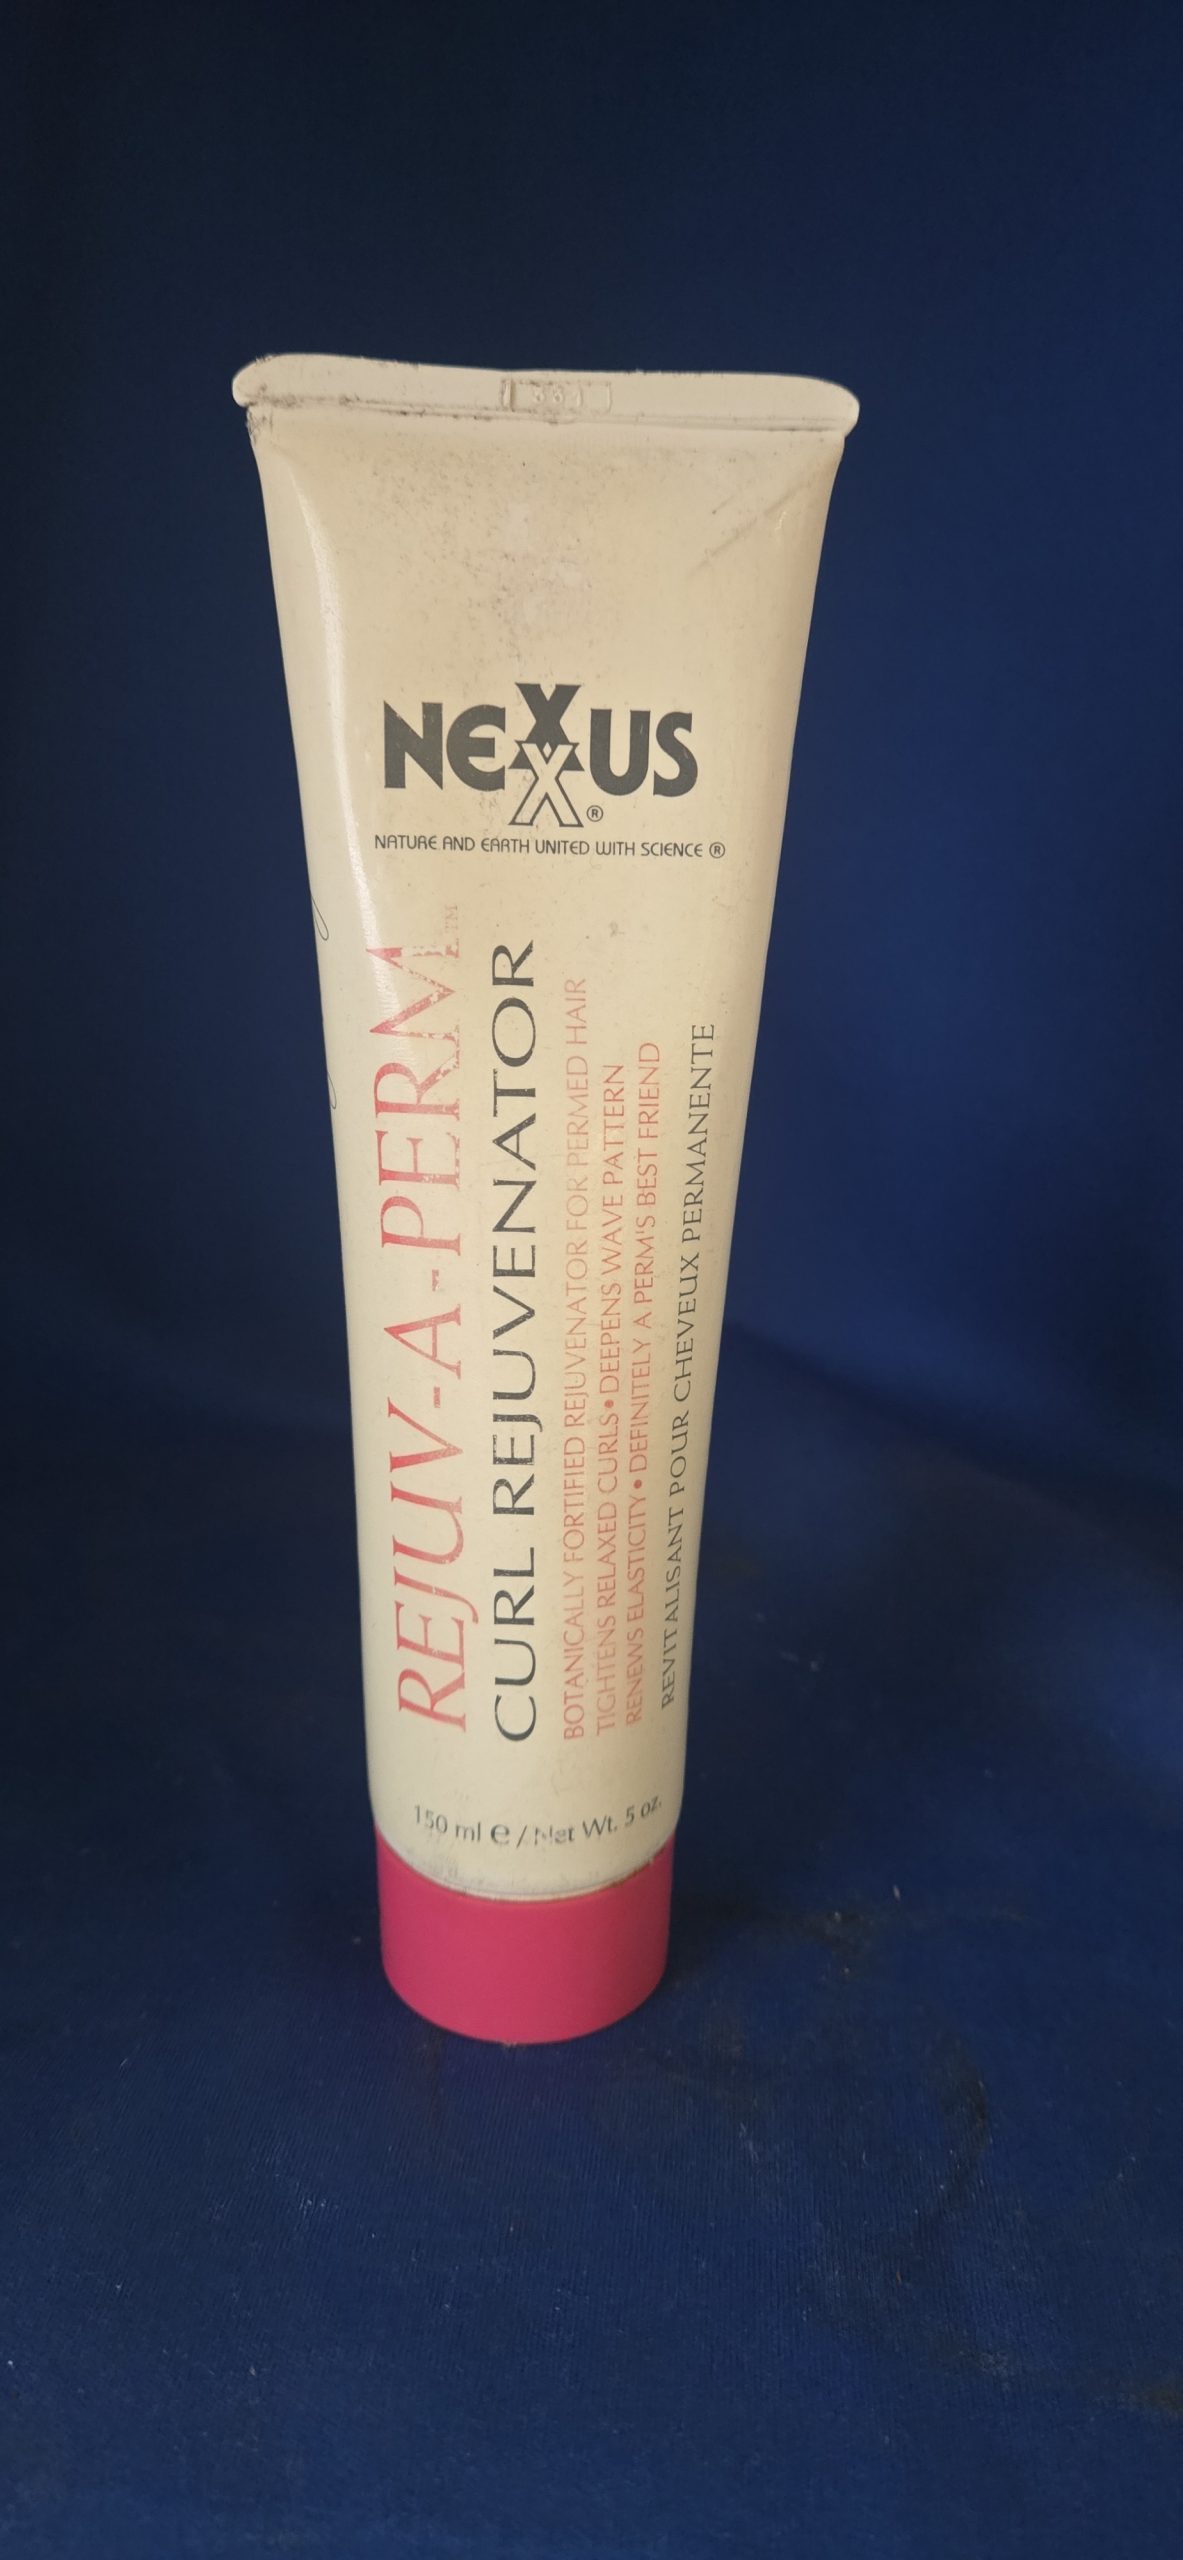 NEXXUS®
NATURE AND EARTH UNITED WITH SCIENCE ®
REJUV-A-PERM™
CURL REJUVENATOR
BOTANICALLY FORTIFIED REJUVENATOR FOR PERMED HAIR
TIGHTENS RELAXED CURLS • DEEPENS WAVE PATTERN
RENEWS ELASTICITY • DEFINITELY A PERM'S BEST FRIEND
REVITALISANT POUR CHEVEUX PERMANENTE
150 ml ℮ / Net Wt. 5 oz.